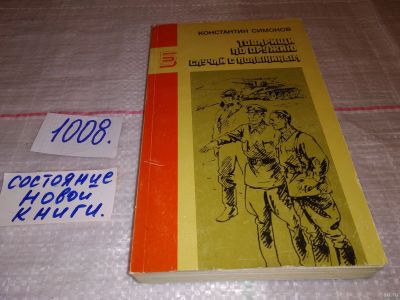 КОНСТАНТИН СИМОНОВ
ТОВАРИЩИ
ПО ОРУЖИЮ
СЛУЧАЙ С ПОЛЫНИНЫМ
1008.
СОСТОЯНИЕ
НОВОЙ
КНИГИ.